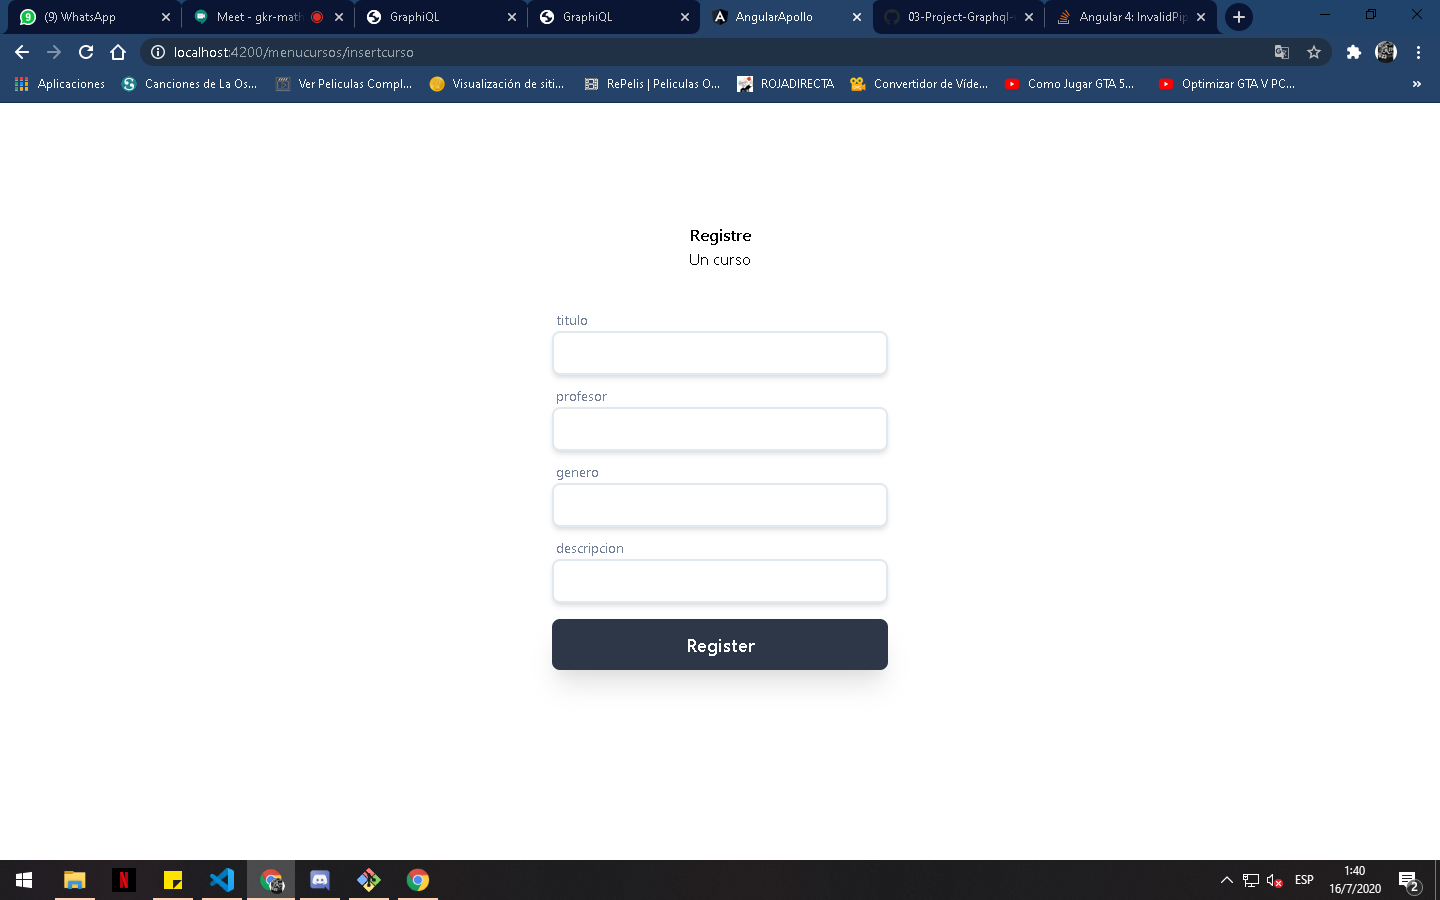 (9) WhatsApp
Meet - gkr-math
GraphiQL
GraphiQL
AngularApollo
03-Project-Graphql-
Angular 4: InvalidPip
localhost:4200/menucursos/insertcurso
Aplicaciones
Canciones de La Os...
Ver Peliculas Compl...
Visualización de siti...
RePelis | Peliculas O...
ROJADIRECTA
Convertidor de Víde...
Como Jugar GTA 5...
Optimizar GTA V PC...
»
Registre
Un curso
titulo
profesor
genero
descripcion
Register
ESP
1:40
16/7/2020
2